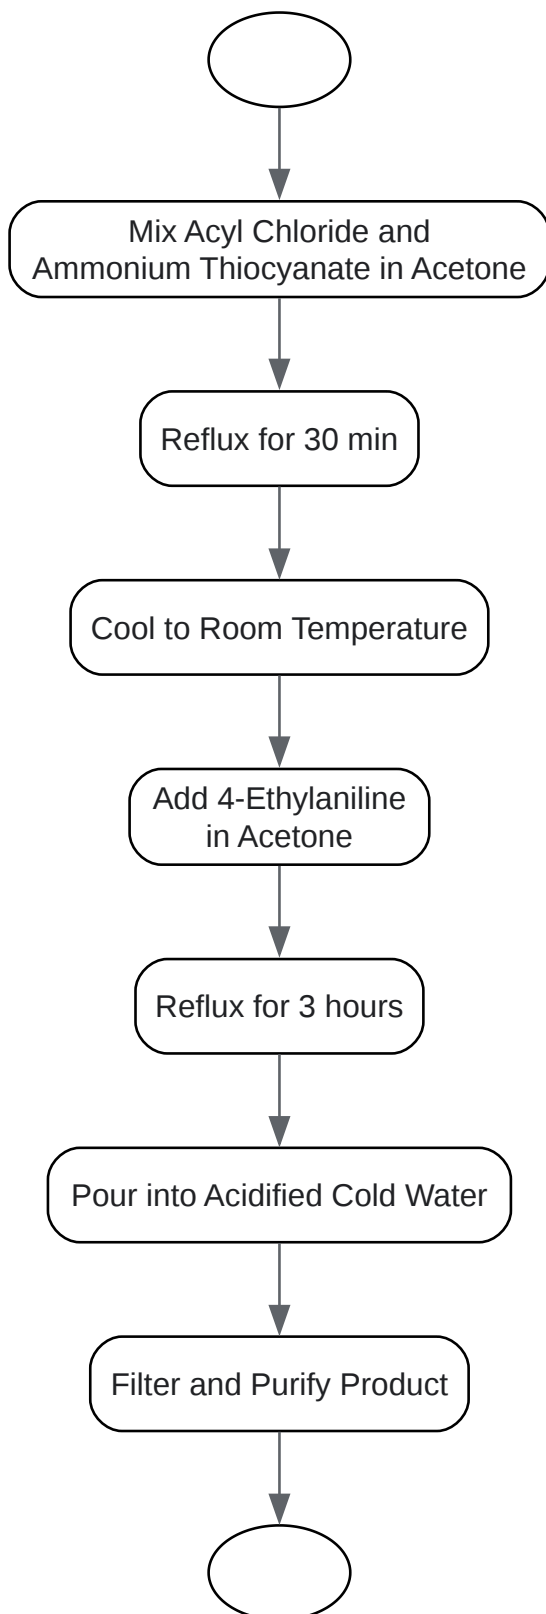 Mix Acyl Chloride and
Ammonium Thiocyanate in Acetone
Reflux for 30 min
Cool to Room Temperature
Add 4-Ethylaniline
in Acetone
Reflux for 3 hours
Pour into Acidified Cold Water
Filter and Purify Product